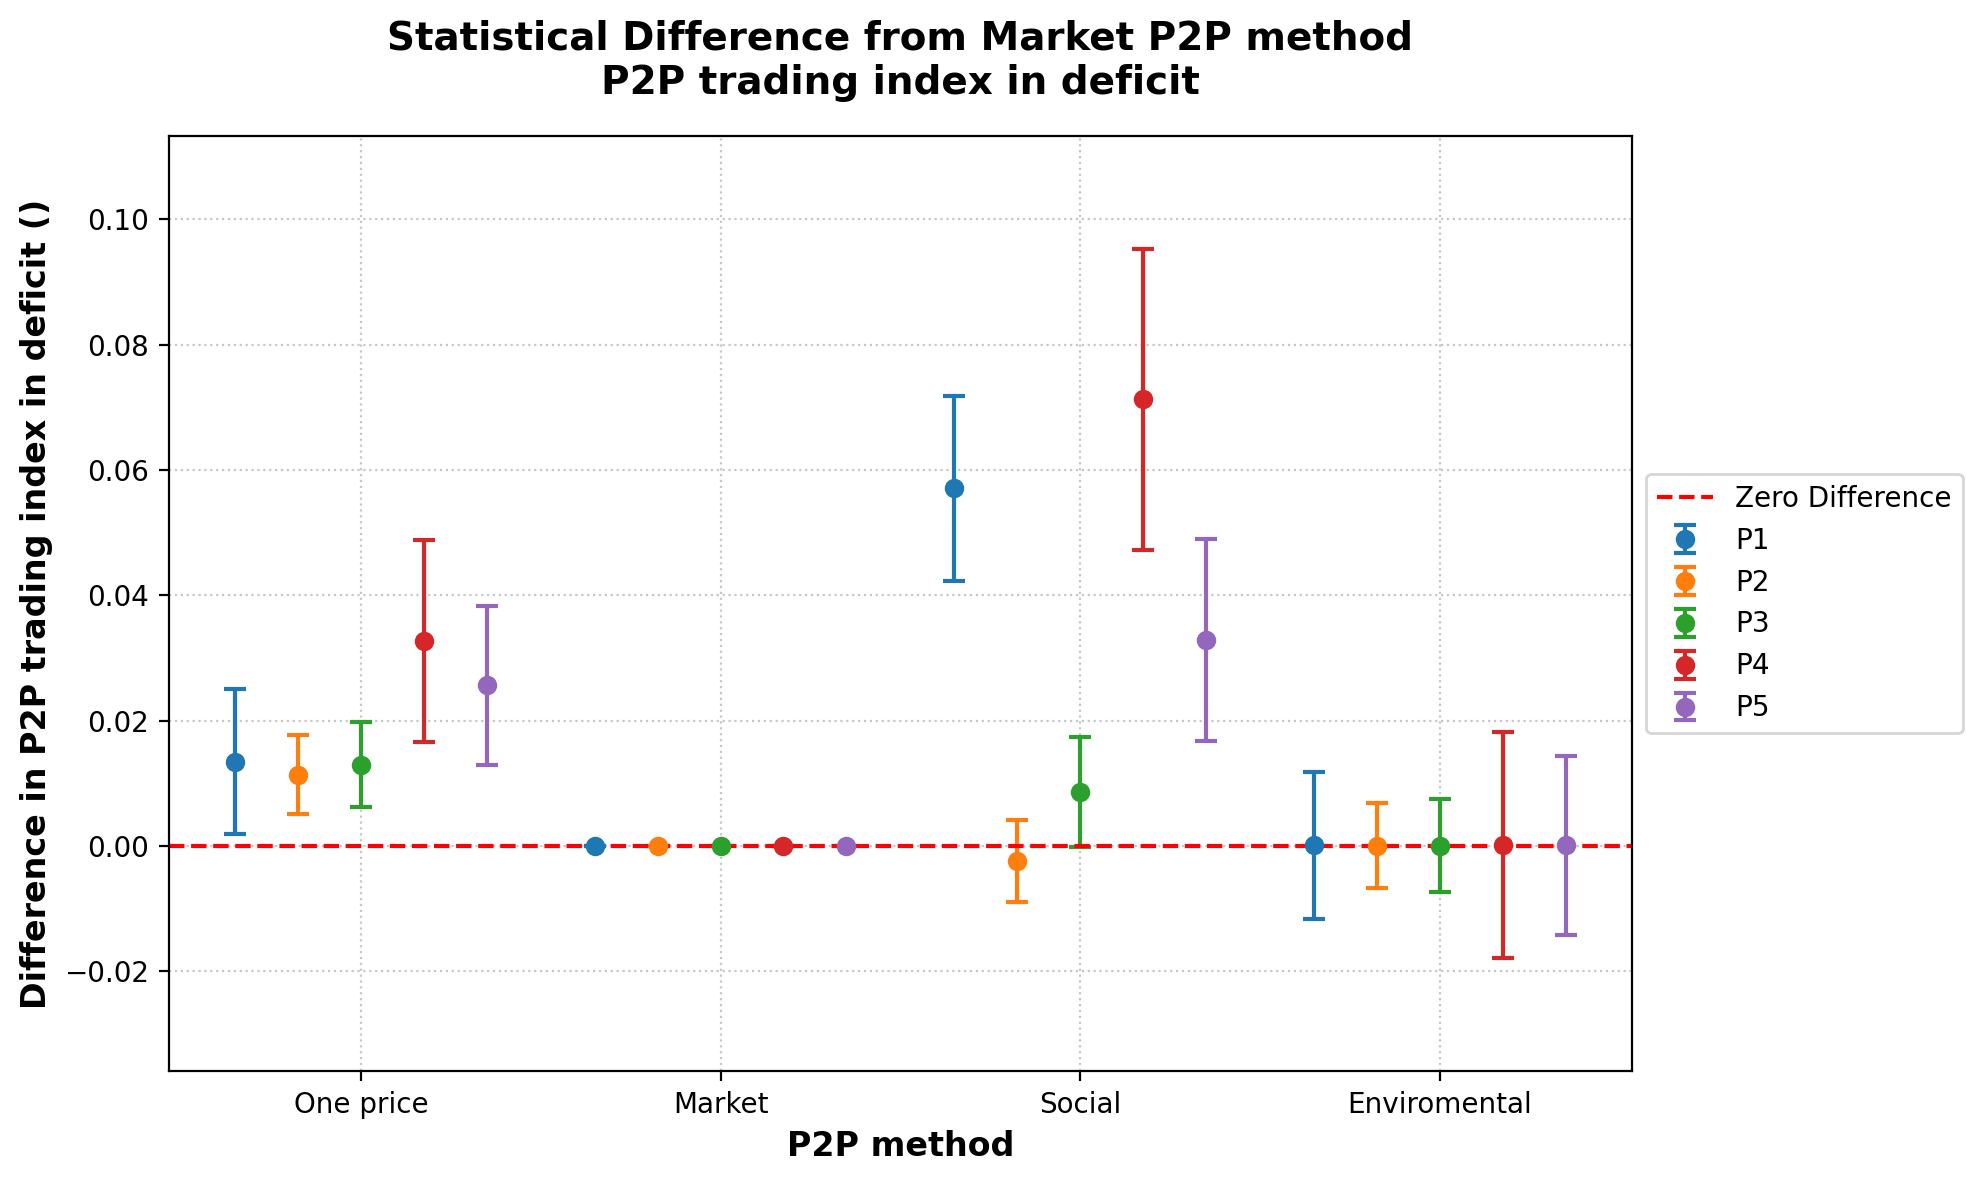 Statistical Difference from Market P2P method
P2P trading index in deficit
Difference in P2P trading index in deficit ()
0.10
0.08
0.06
0.04
0.02
0.00
−0.02
One price
Market
Social
Enviromental
P2P method
Zero Difference
P1
P2
P3
P4
P5